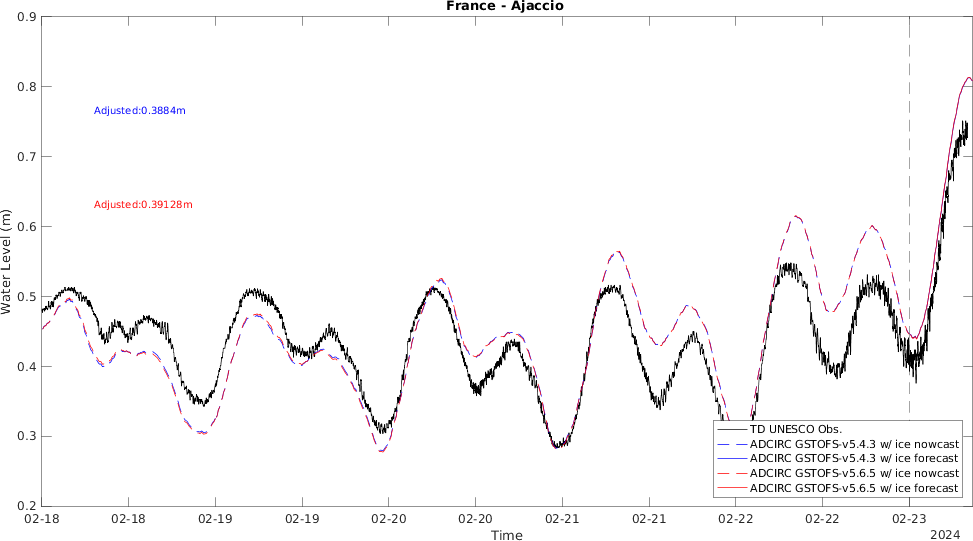 France - Ajaccio
0.9
0.8
0.7
0.6
0.5
0.4
0.3
0.2
Water Level (m)
Adjusted:0.3884m
Adjusted:0.39128m
TD UNESCO Obs.
ADCIRC GSTOFS-v5.4.3 w/ ice nowcast
ADCIRC GSTOFS-v5.4.3 w/ ice forecast
ADCIRC GSTOFS-v5.6.5 w/ ice nowcast
ADCIRC GSTOFS-v5.6.5 w/ ice forecast
02-18 02-18 02-19 02-19 02-20 02-20 02-21 02-21 02-22 02-22 02-23
Time
2024